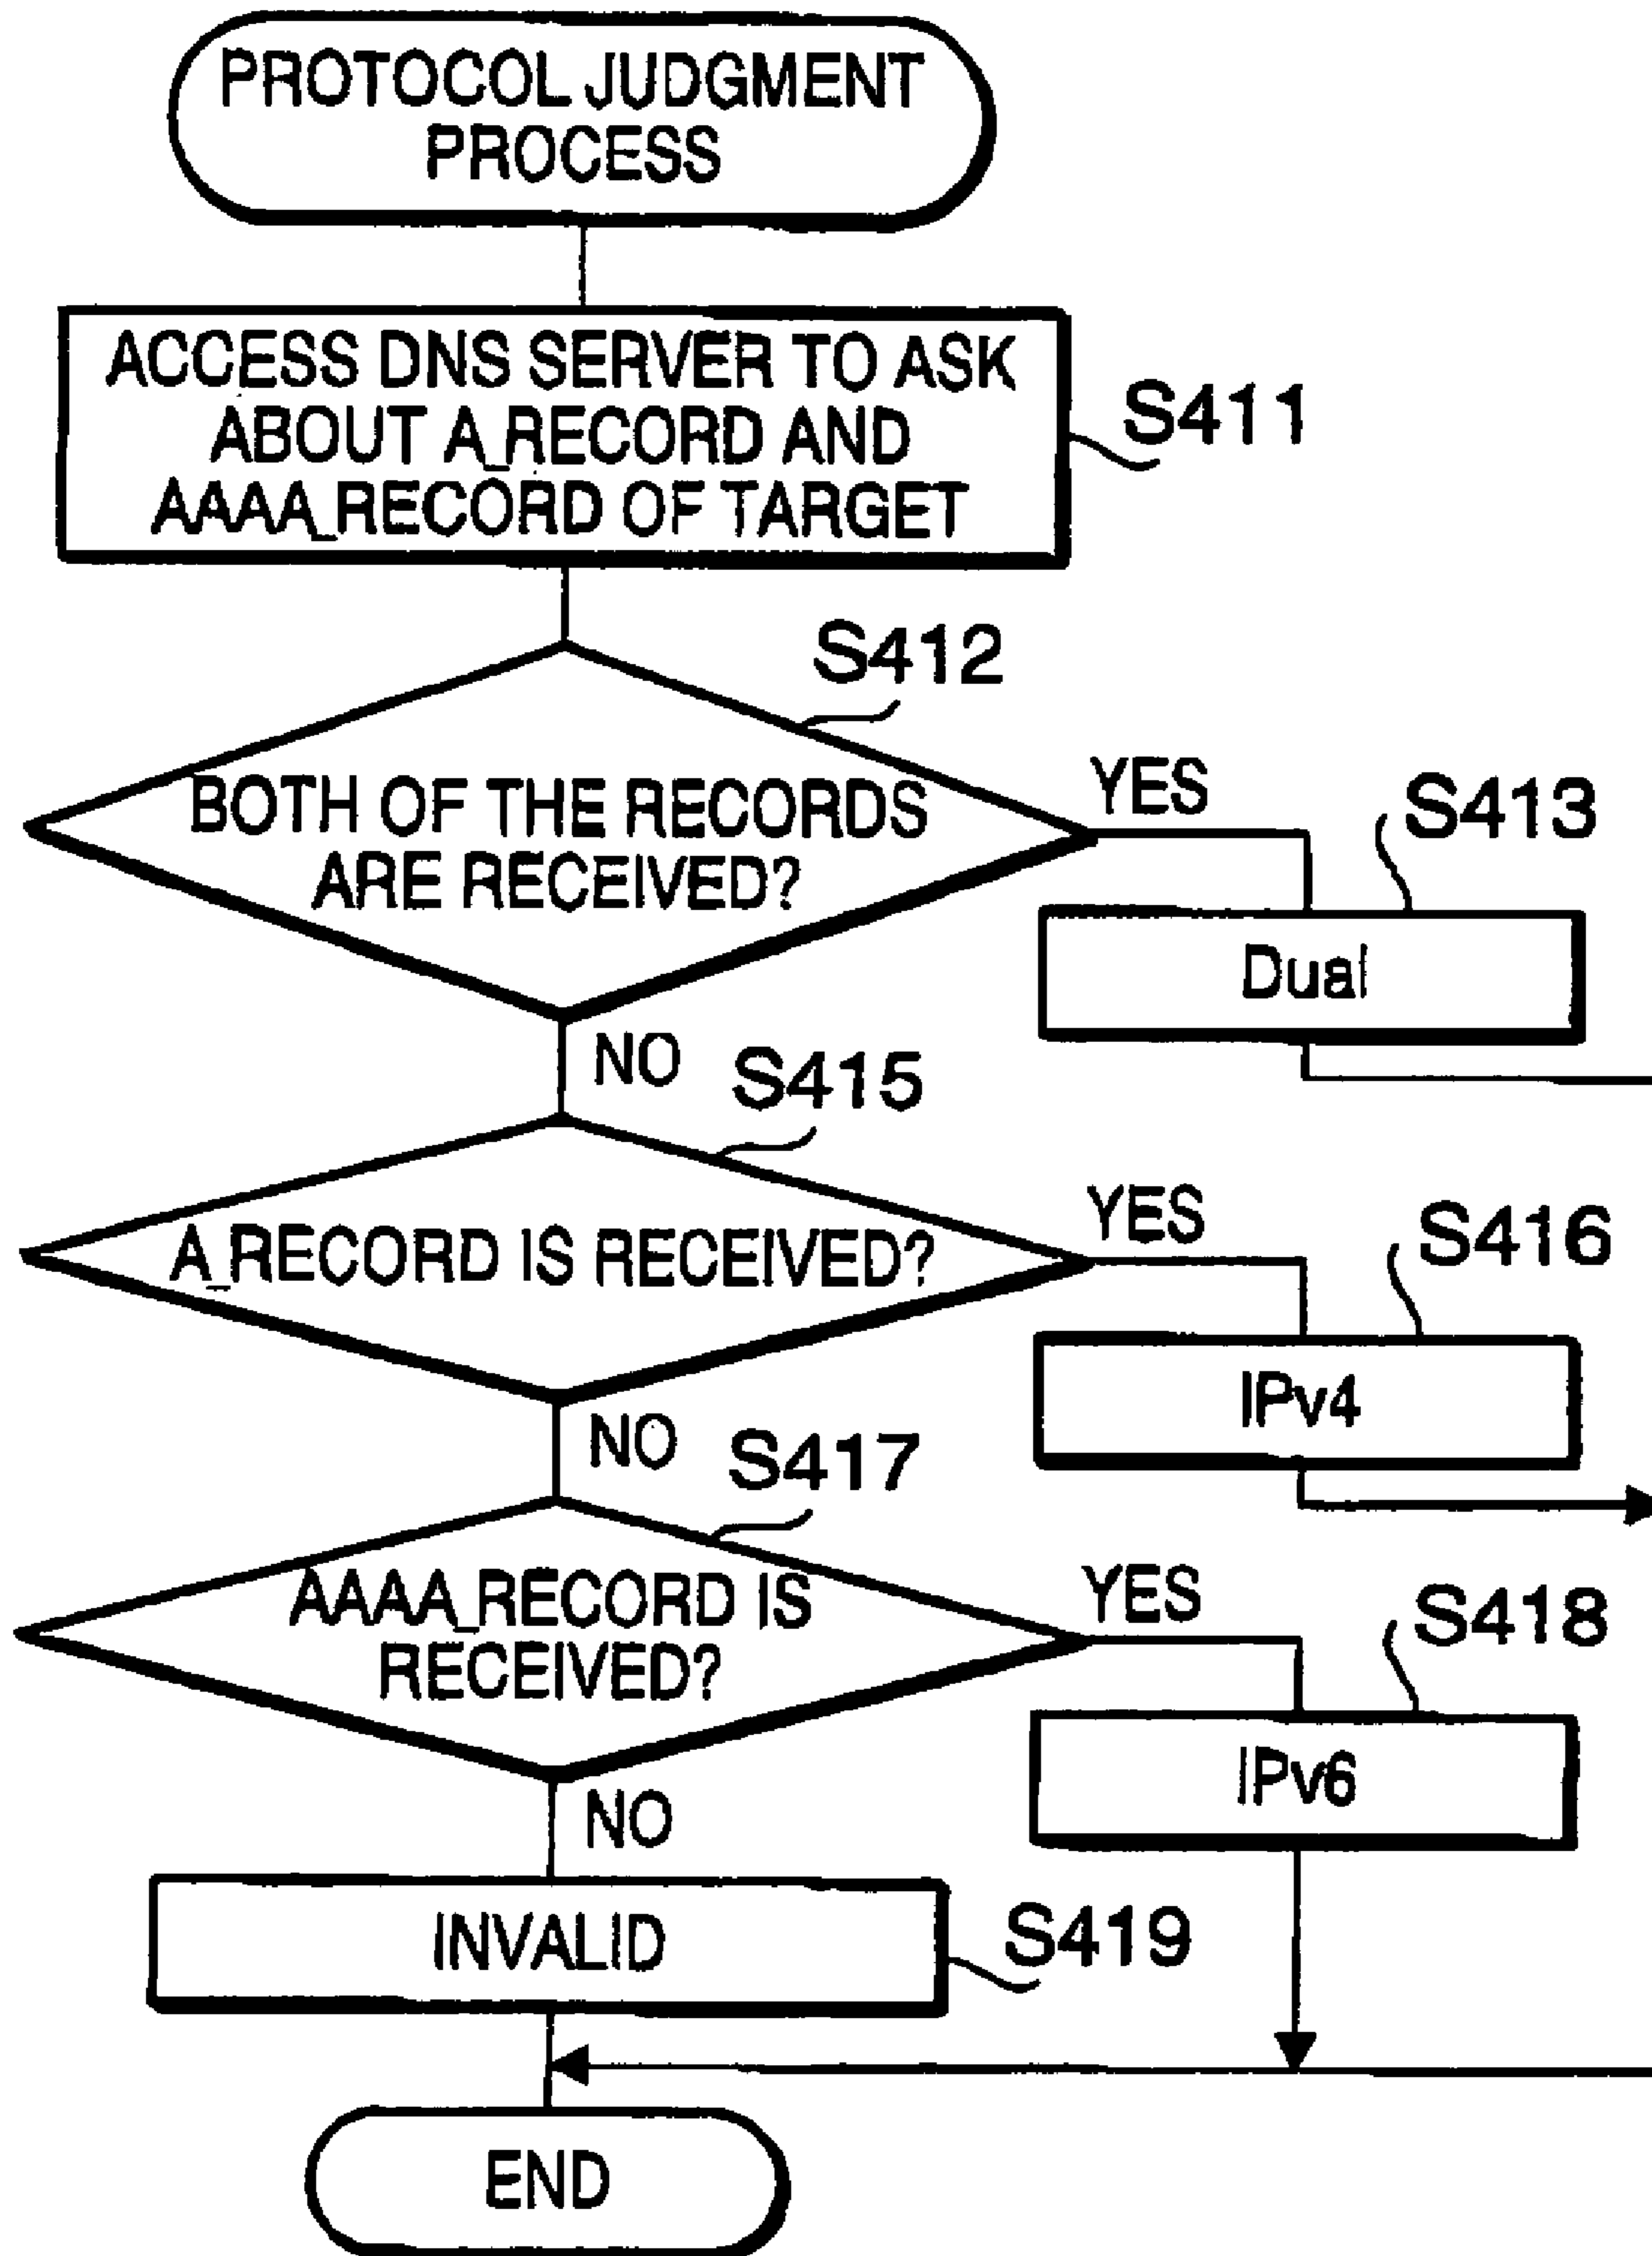 PROTOCOL JUDGMENT
PROCESS
ACCESS DNS SERVER TO ASK
ABOUT A_RECORD AND
AAAA_RECORD OF TARGET
S411
S412
BOTH OF THE RECORDS
ARE RECEIVED?
YES
S413
Dual
NO
S415
A_RECORD IS RECEIVED?
YES
S416
IPv4
NO
S417
AAAA_RECORD IS
RECEIVED?
YES
S418
IPv6
NO
INVALID
S419
END